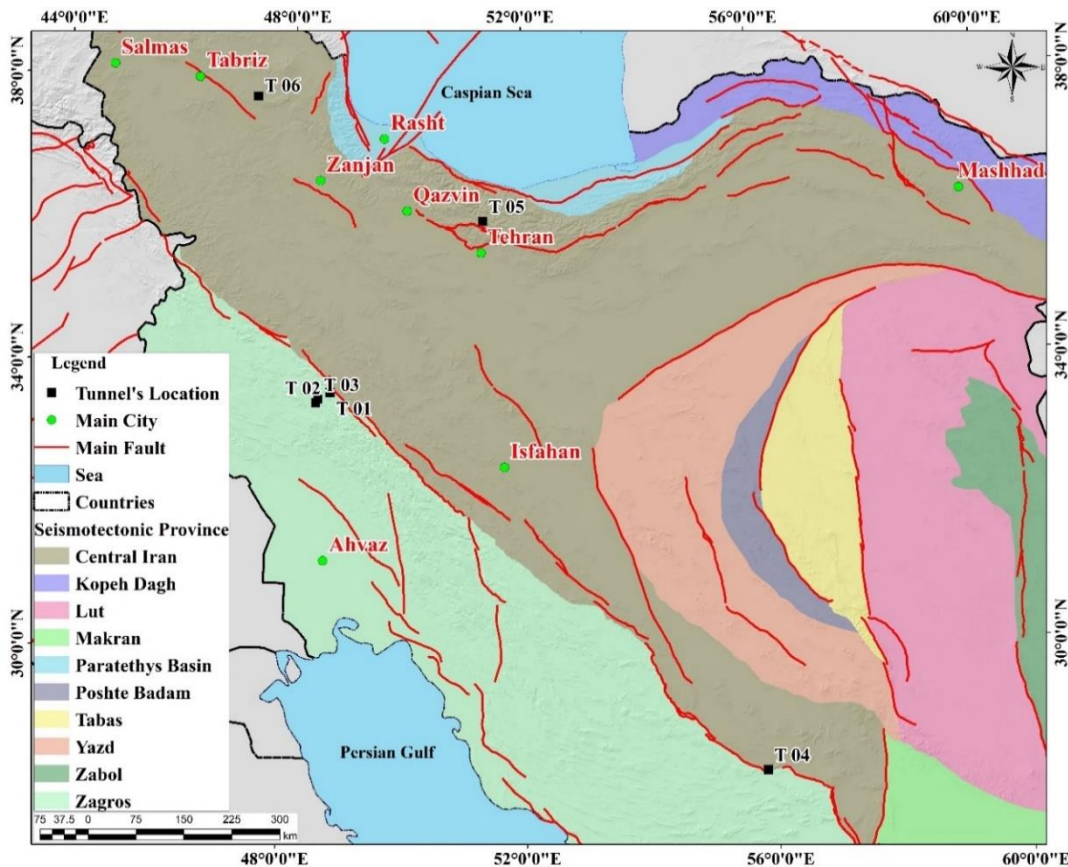 44°0'0"E
48°0'0"E
52°0'0"E
56°0'0"E
60°0'0"E
38°0'0"N
38°0'0"N
Salmas
Tabriz
T 06
Caspian Sea
Rasht
Zanjan
Mashhad
Qazvin
T 05
Tehran
34°0'0"N
34°0'0"N
Legend
Tunnel's Location
Main City
Main Fault
Sea
Countries
Seismotectonic Province
Central Iran
Kopeh Dagh
Lut
Makran
Paratethys Basin
Poshte Badam
Tabas
Yazd
Zabol
Zagros
T 02
T 03
T 01
Isfahan
Ahvaz
30°0'0"N
30°0'0"N
Persian Gulf
T 04
75 37.5 0 75 150 225 300
km
48°0'0"E
52°0'0"E
56°0'0"E
60°0'0"E